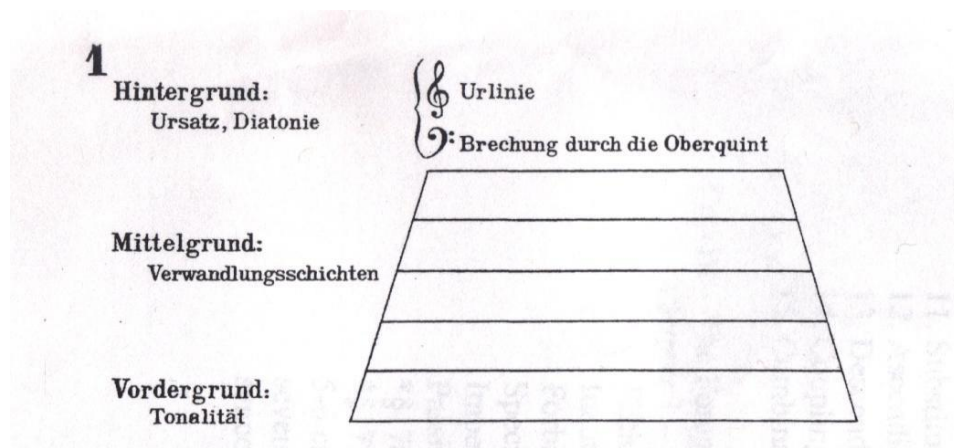 1
Hintergrund:
Ursatz, Diatonie
Urlinie
Brechung durch die Oberquint
Mittelgrund:
Verwandlungsschichten
Vordergrund:
Tonalität